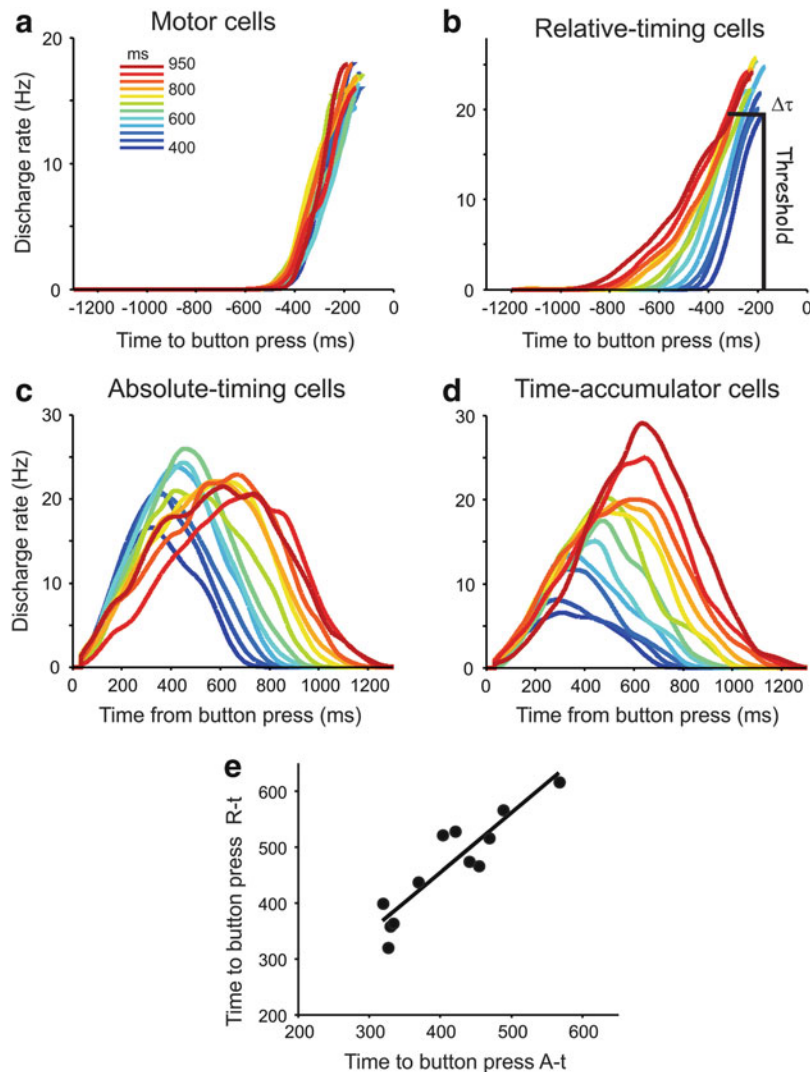 a Motor cells
ms
950
800
600
400
20
10
0
Discharge rate (Hz)
-1200 -1000 -800 -600 -400 -200 0
Time to button press (ms)
b Relative-timing cells
Δτ
Threshold
20
10
0
-1200 -1000 -800 -600 -400 -200 0
Time to button press (ms)
c Absolute-timing cells
30
20
10
0
Discharge rate (Hz)
0 200 400 600 800 1000 1200
Time from button press (ms)
d Time-accumulator cells
30
20
10
0
0 200 400 600 800 1000 1200
Time from button press (ms)
e
600
500
400
300
200
Time to button press R-t
200 300 400 500 600
Time to button press A-t